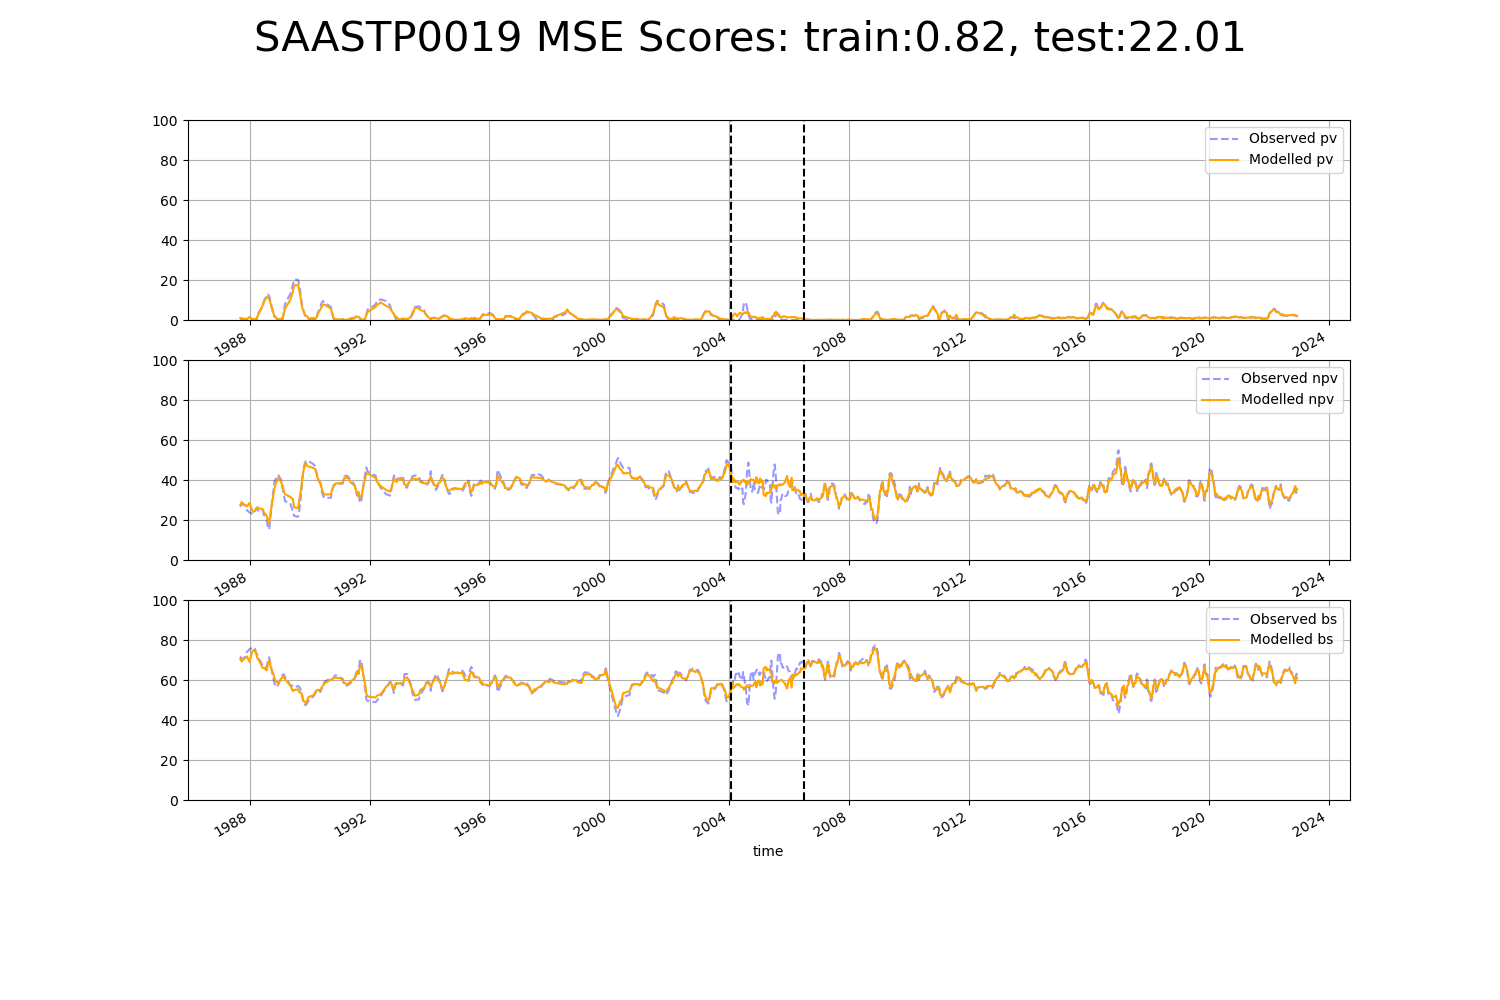 SAASTP0019 MSE Scores: train:0.82, test:22.01
100
80
60
40
20
0
Observed pv
Modelled pv
1988 1992 1996 2000 2004 2008 2012 2016 2020 2024
100
80
60
40
20
0
Observed npv
Modelled npv
1988 1992 1996 2000 2004 2008 2012 2016 2020 2024
100
80
60
40
20
0
Observed bs
Modelled bs
1988 1992 1996 2000 2004 2008 2012 2016 2020 2024
time